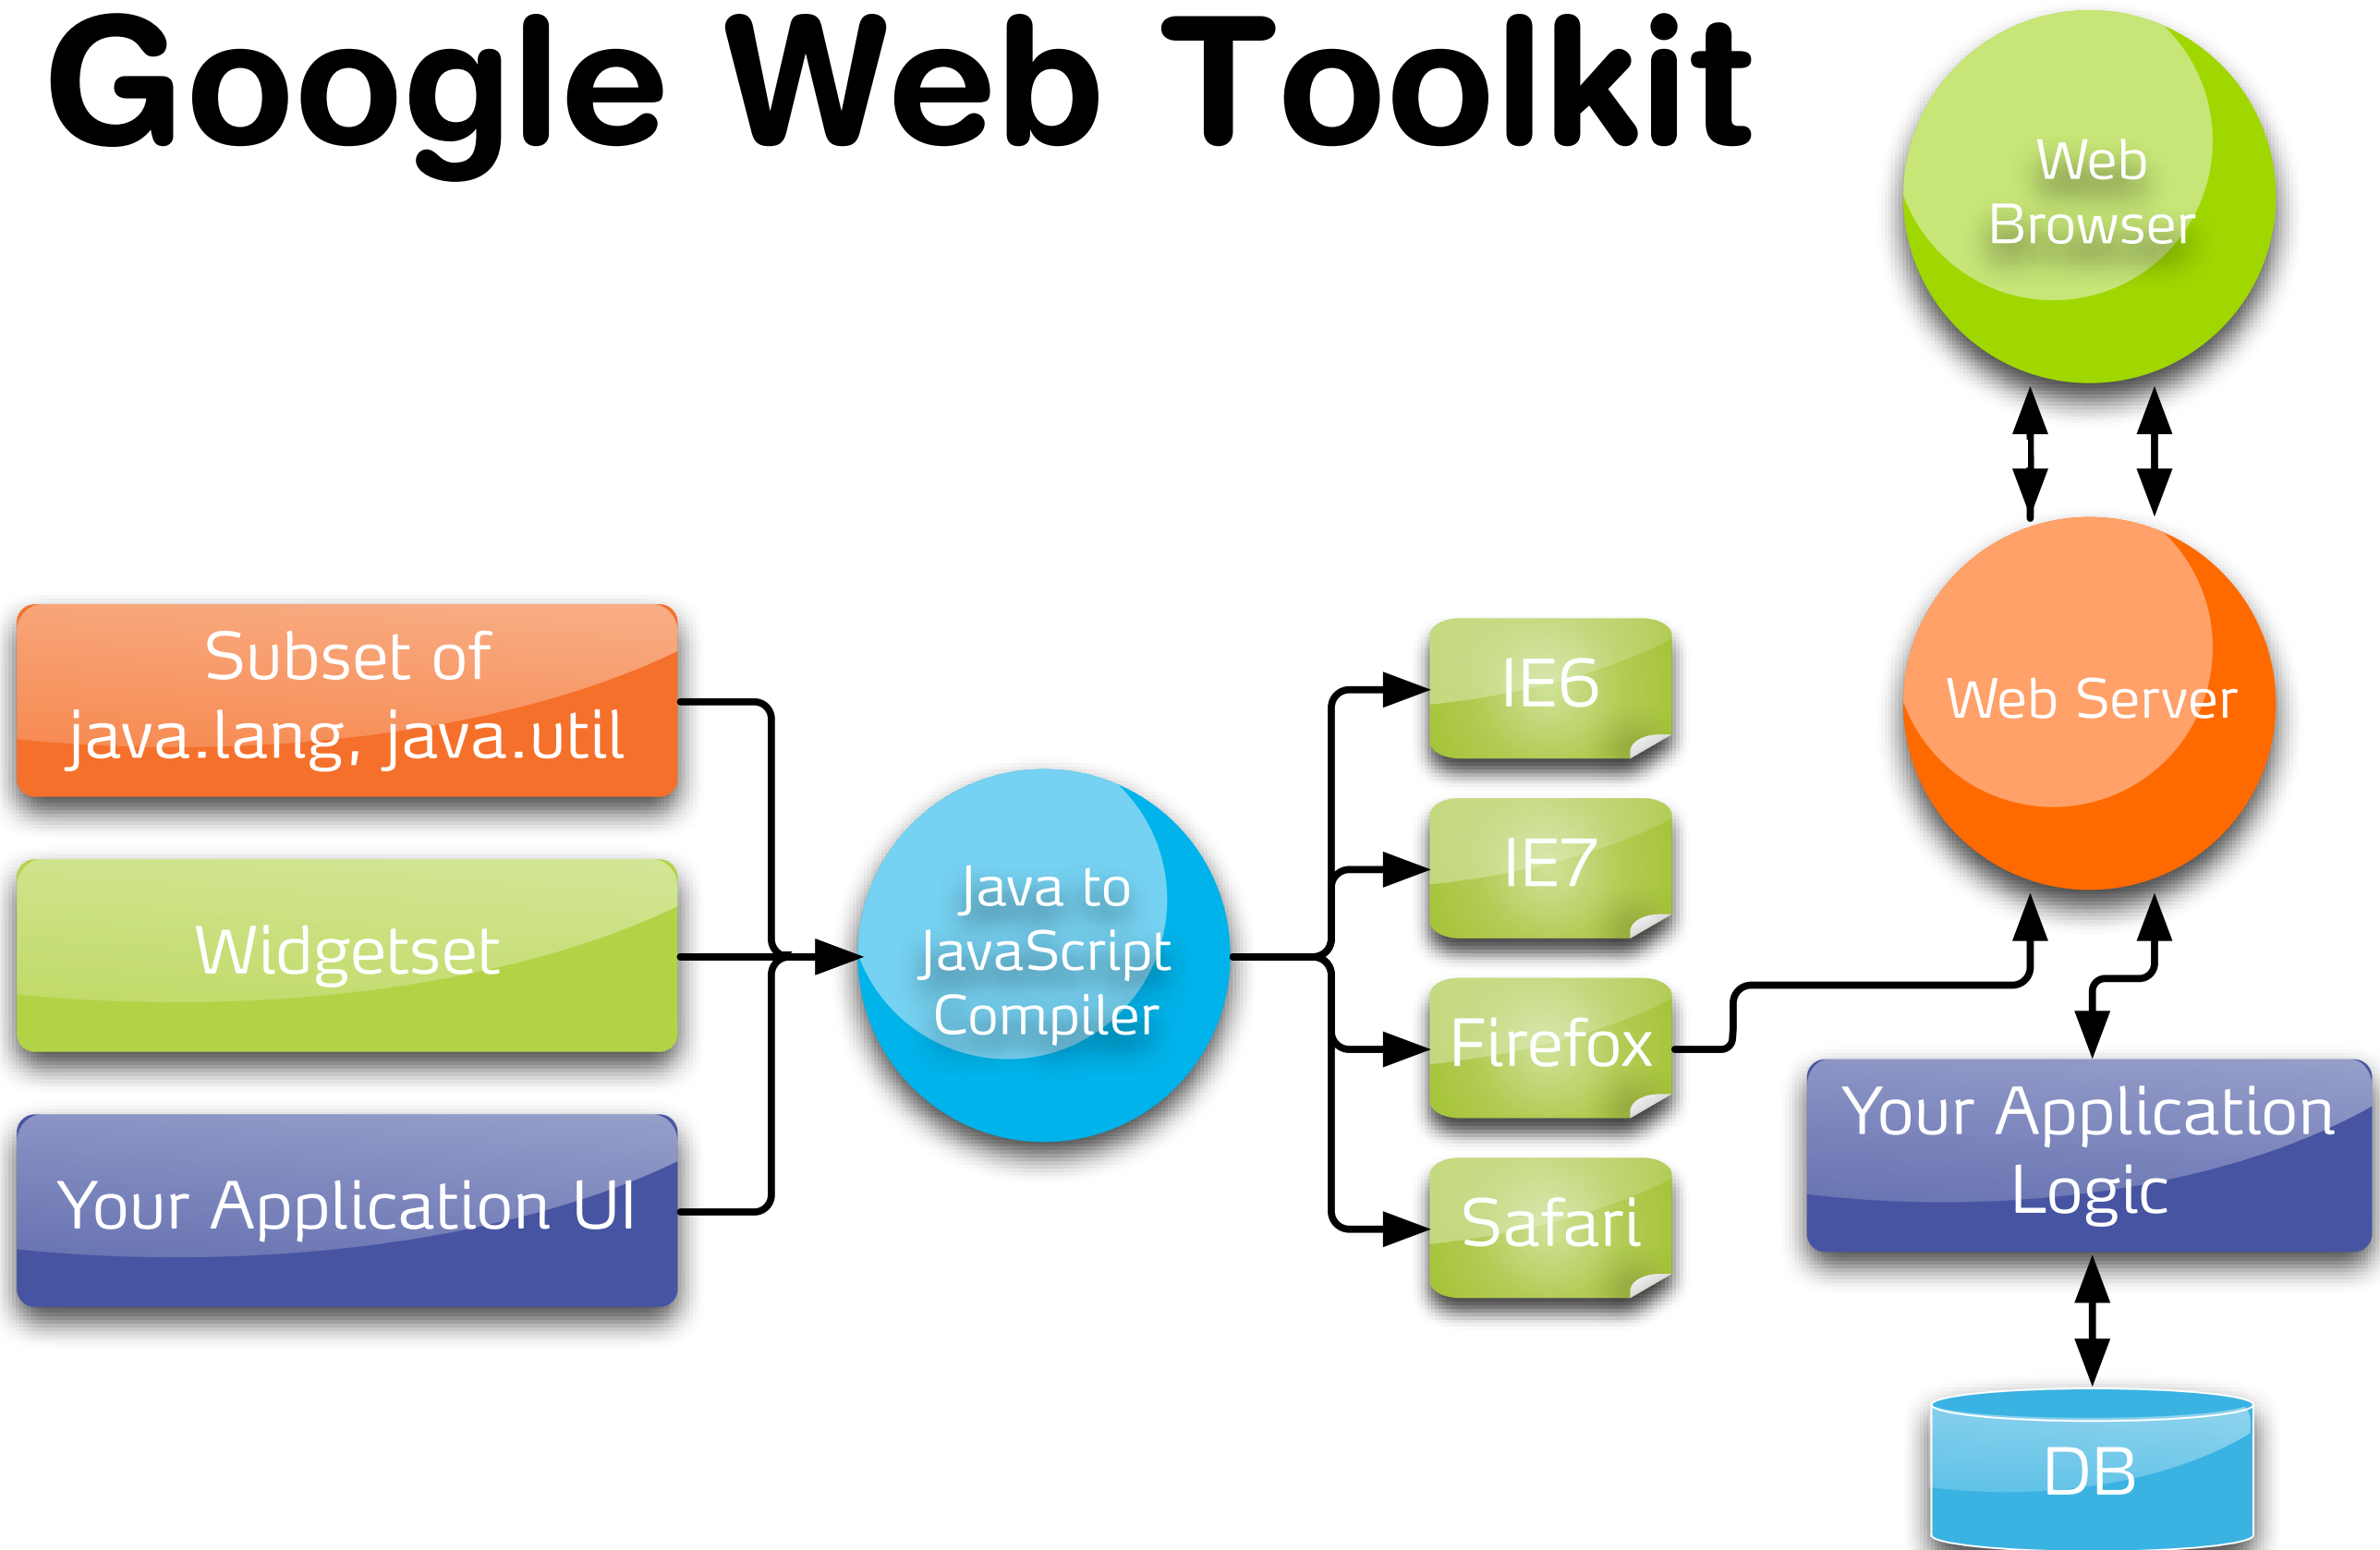 Google Web Toolkit
Web
Browser
Web Server
Subset of
java.lang, java.util
Widgetset
Your Application UI
Java to
JavaScript
Compiler
IE6
IE7
Firefox
Safari
Your Application
Logic
DB